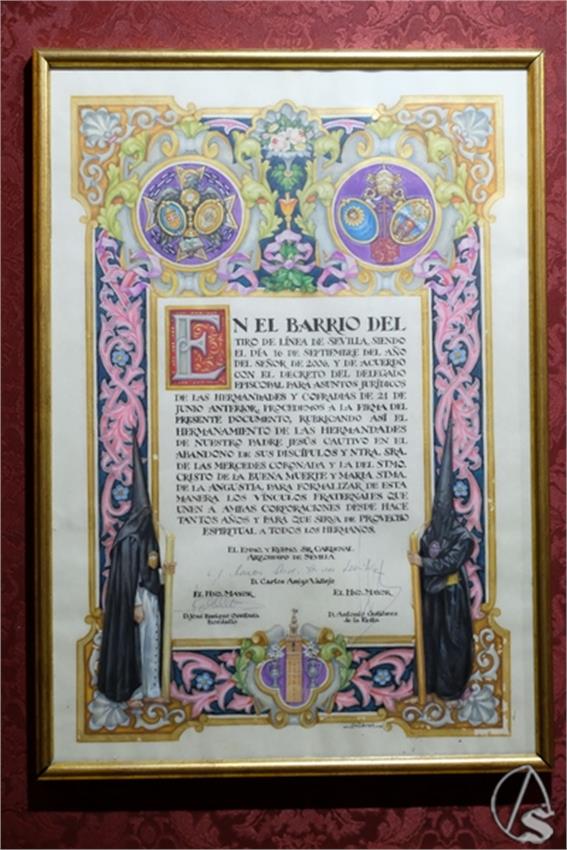 EN EL BARRIO DEL
TIRO DE LÍNEA DE SEVILLA, SIENDO
EL DÍA 16 DE SEPTIEMBRE DEL AÑO
DEL SEÑOR DE 2006, Y DE ACUERDO
CON EL DECRETO DEL DELEGADO
EPISCOPAL PARA ASUNTOS JURÍDICOS
DE LAS HERMANDADES Y COFRADIAS DE 21 DE
JUNIO ANTERIOR, PROCEDEMOS A LA FIRMA DEL
PRESENTE DOCUMENTO, RUBRICANDO ASÍ EL
HERMANAMIENTO DE LAS HERMANDADES
DE NUESTRO PADRE JESÚS CAUTIVO EN EL
ABANDONO DE SUS DISCÍPULOS Y NTRA. SRA.
DE LAS MERCEDES CORONADA Y LA DEL STMO.
CRISTO DE LA BUENA MUERTE Y MARIA STMA.
DE LA ANGUSTIA, PARA FORMALIZAR DE ESTA
MANERA LOS VÍNCULOS FRATERNALES QUE
UNEN A AMBAS CORPORACIONES DESDE HACE
TANTOS AÑOS Y PARA QUE SIRVA DE PROVECHO
ESPIRITUAL A TODOS LOS HERMANOS.
EL EMMO. Y RVDMO. SR. CARDENAL
ARZOBISPO DE SEVILLA
D. Carlos Amigo Vallejo
EL HNO. MAYOR
EL HNO. MAYOR
D. José Enrique
D. Antonio Gutiérrez
de la
AS